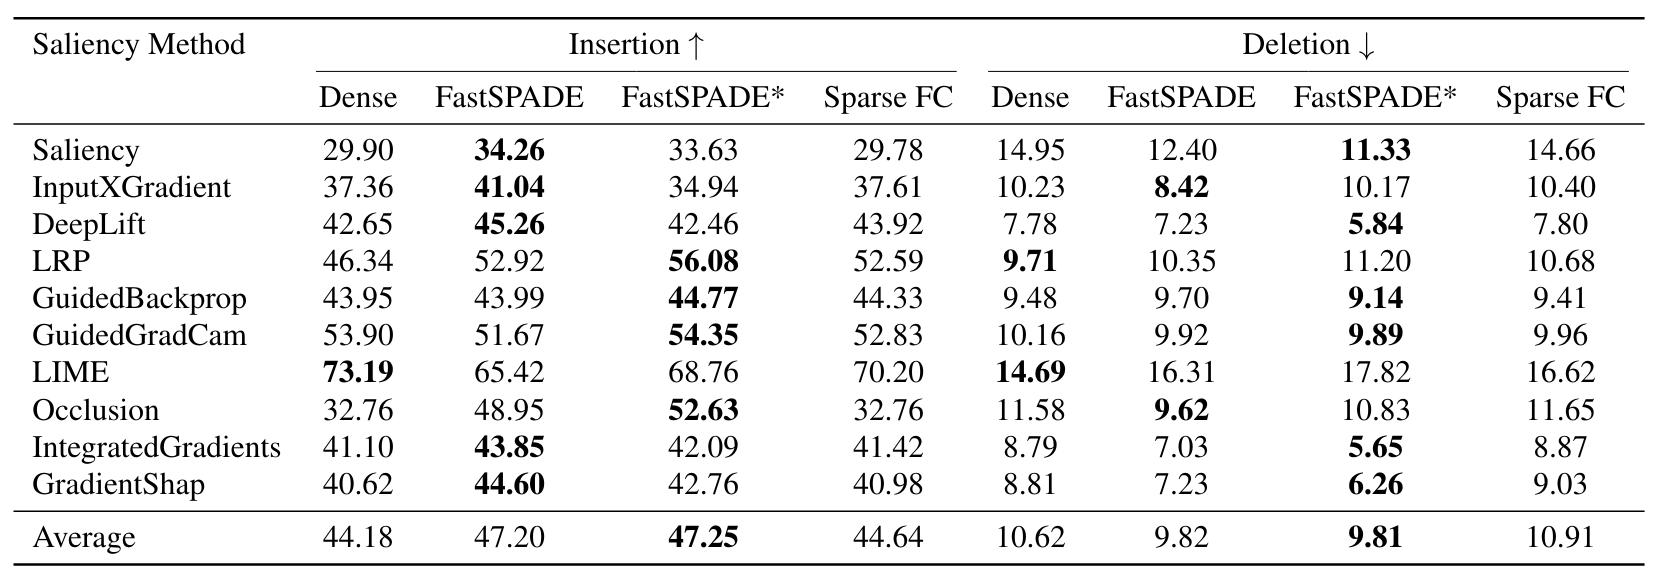 Saliency Method Insertion ↑ Deletion ↓
Dense FastSPADE FastSPADE* Sparse FC Dense FastSPADE FastSPADE* Sparse FC
Saliency 29.90 34.26 33.63 29.78 14.95 12.40 11.33 14.66
InputXGradient 37.36 41.04 34.94 37.61 10.23 8.42 10.17 10.40
DeepLift 42.65 45.26 42.46 43.92 7.78 7.23 5.84 7.80
LRP 46.34 52.92 56.08 52.59 9.71 10.35 11.20 10.68
GuidedBackprop 43.95 43.99 44.77 44.33 9.48 9.70 9.14 9.41
GuidedGradCam 53.90 51.67 54.35 52.83 10.16 9.92 9.89 9.96
LIME 73.19 65.42 68.76 70.20 14.69 16.31 17.82 16.62
Occlusion 32.76 48.95 52.63 32.76 11.58 9.62 10.83 11.65
IntegratedGradients 41.10 43.85 42.09 41.42 8.79 7.03 5.65 8.87
GradientShap 40.62 44.60 42.76 40.98 8.81 7.23 6.26 9.03
Average 44.18 47.20 47.25 44.64 10.62 9.82 9.81 10.91